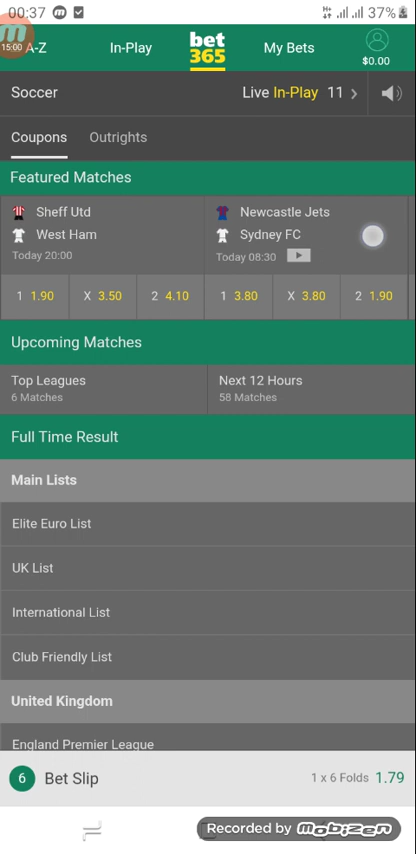 00:37 37%
15:00 A-Z In-Play bet 365 My Bets $0.00
Soccer Live In-Play 11 >
Coupons Outrights
Featured Matches
Sheff Utd Newcastle Jets
West Ham Sydney FC
Today 20:00 Today 08:30
1 1.90 X 3.50 2 4.10 1 3.80 X 3.80 2 1.90
Upcoming Matches
Top Leagues Next 12 Hours
6 Matches 58 Matches
Full Time Result
Main Lists
Elite Euro List
UK List
International List
Club Friendly List
United Kingdom
England Premier League
6 Bet Slip 1 x 6 Folds 1.79
Recorded by MOBIZEN